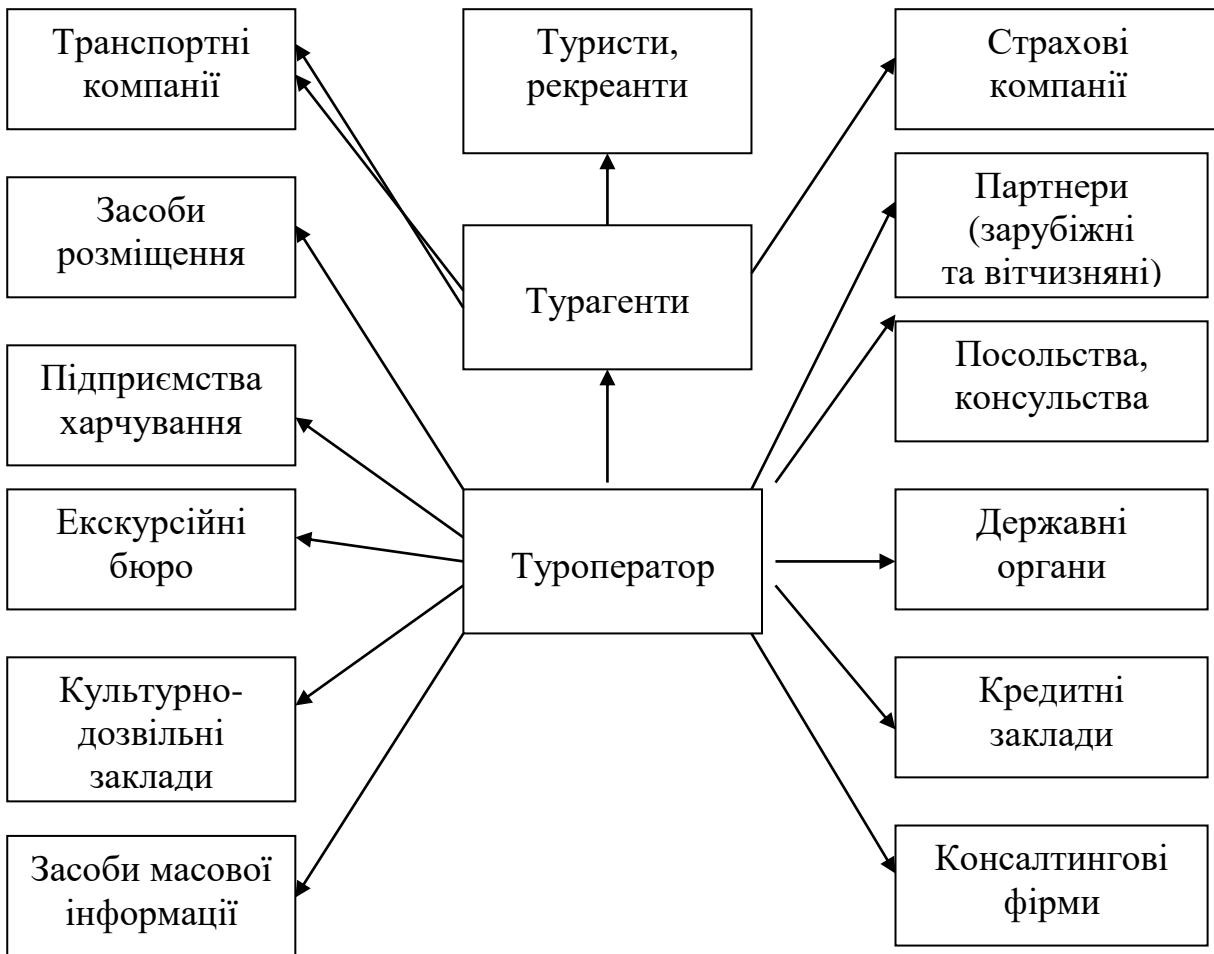 Транспортні
компанії
Туристи,
рекреанти
Страхові
компанії
Засоби
розміщення
Турагенти
Партнери
(зарубіжні
та вітчизняні)
Підприємства
харчування
Посольства,
консульства
Екскурсійні
бюро
Туроператор
Державні
органи
Культурно-
дозвільні
заклади
Кредитні
заклади
Засоби масової
інформації
Консалтингові
фірми